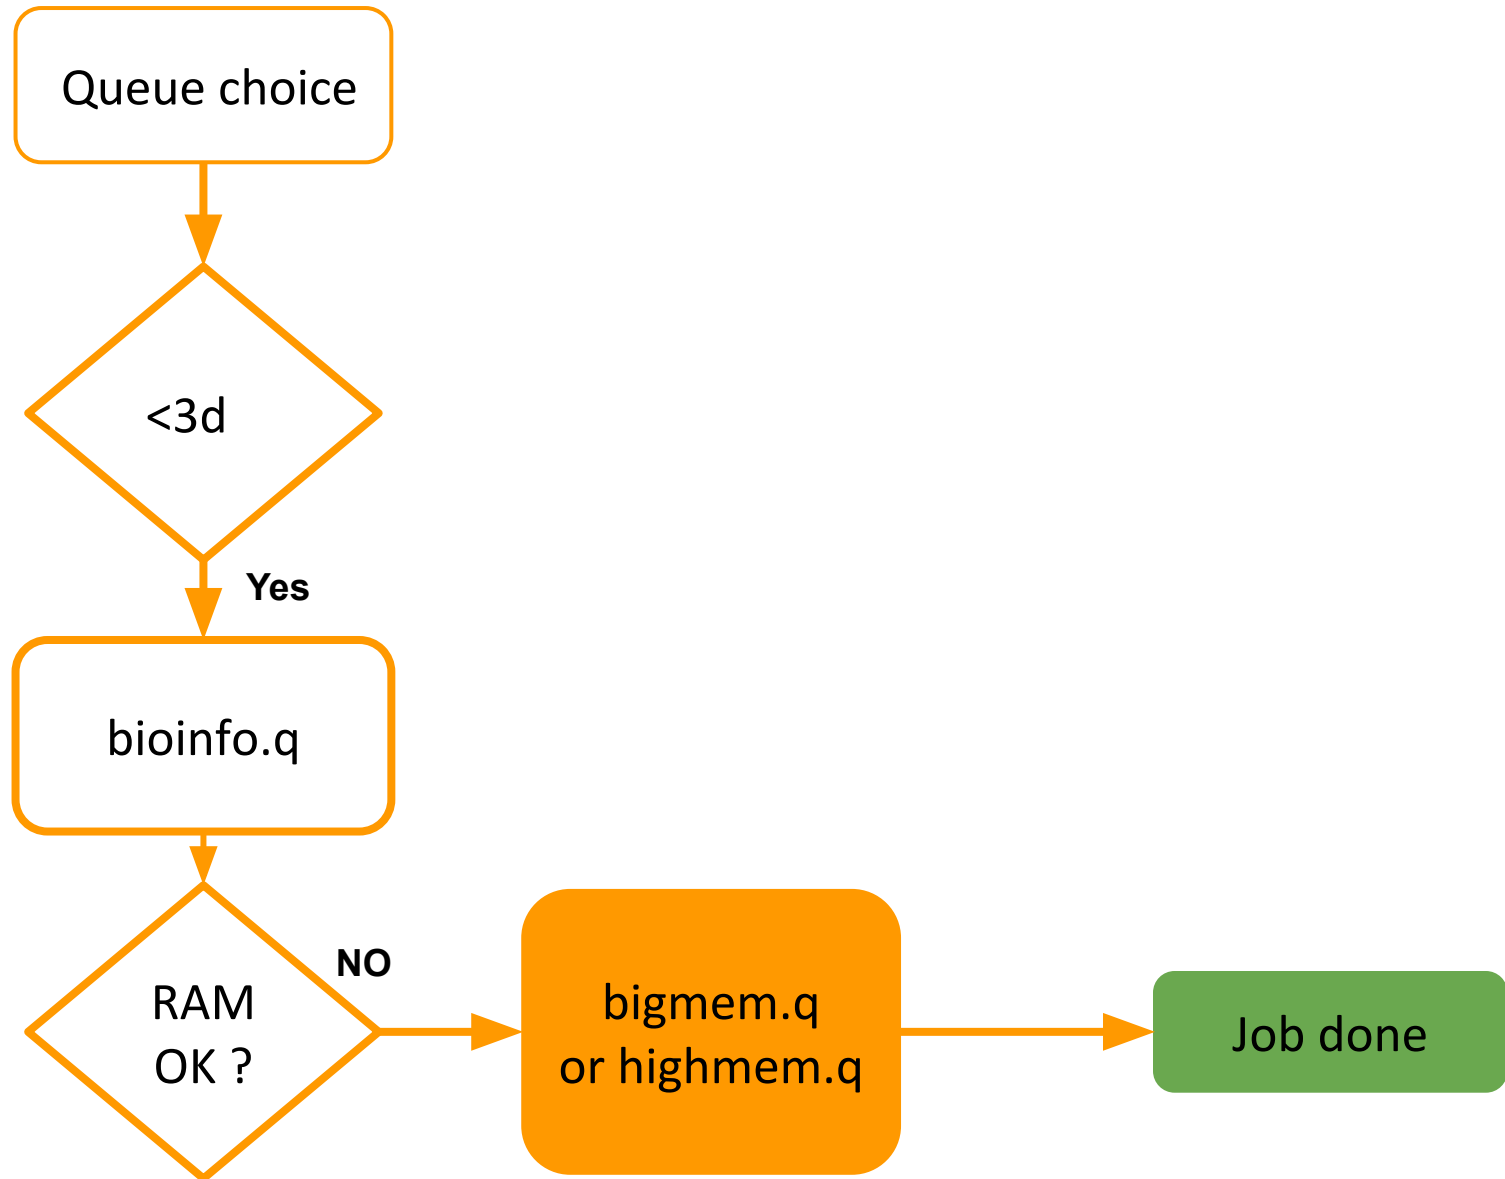 Queue choice
<3d
Yes
bioinfo.q
NO
RAM
OK ?
bigmem.q
or highmem.q
Job done